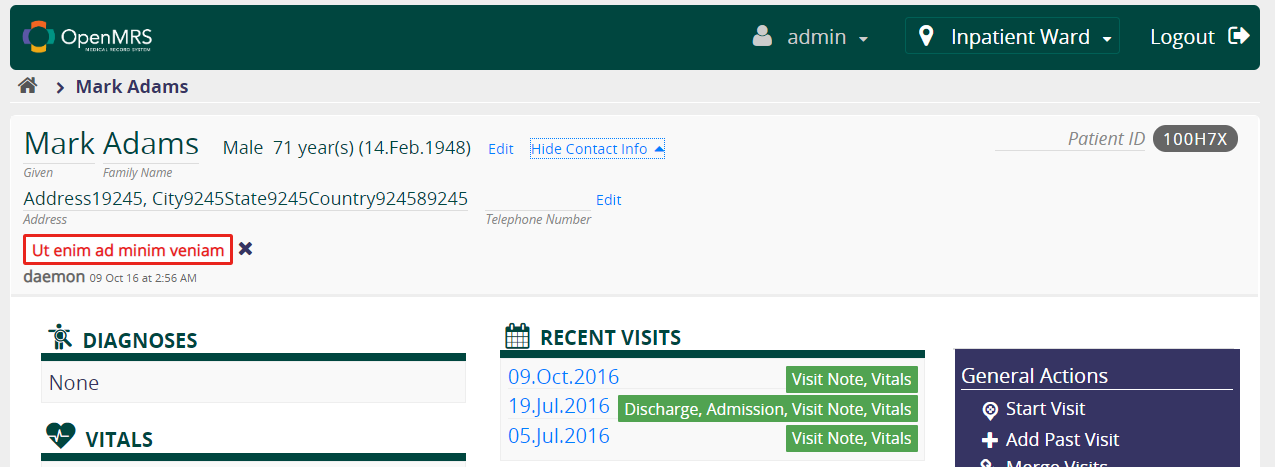 OpenMRS
MEDICAL RECORD SYSTEM
admin
Inpatient Ward
Logout
Mark Adams
Mark Adams Male 71 year(s) (14.Feb.1948) Edit Hide Contact Info
Patient ID 100H7X
Given Family Name
Address19245, City9245State9245Country924589245 Edit
Address Telephone Number
Ut enim ad minim veniam
daemon 09 Oct 16 at 2:56 AM
DIAGNOSES
None
VITALS
RECENT VISITS
09.Oct.2016 Visit Note, Vitals
19.Jul.2016 Discharge, Admission, Visit Note, Vitals
05.Jul.2016 Visit Note, Vitals
General Actions
Start Visit
Add Past Visit
Merge Visits